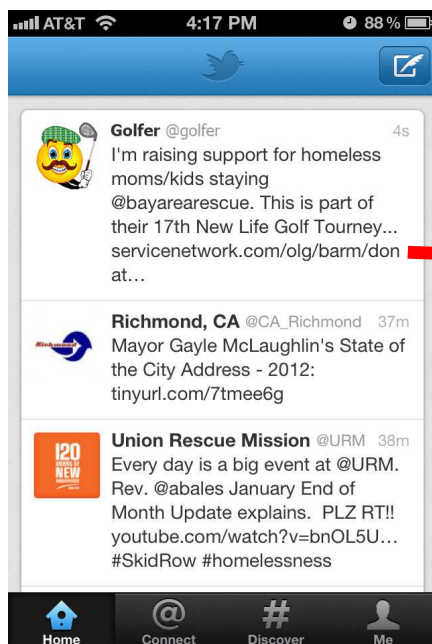 AT&T 4:17 PM 88%
Golfer @golfer 4s
I'm raising support for homeless
moms/kids staying
@bayarearescue. This is part of
their 17th New Life Golf Tourney...
servicenetwork.com/olg/barm/don
at...
Richmond, CA @CA_Richmond 37m
Richmond
Mayor Gayle McLaughlin's State of
the City Address - 2012:
tinyurl.com/7tmee6g
Union Rescue Mission @URM 38m
120
YEARS OF
NEW
Every day is a big event at @URM.
Rev. @abales January End of
Month Update explains. PLZ RT!!
youtube.com/watch?v=bnOL5U...
#SkidRow #homelessness
@ #
Home Connect Discover Me